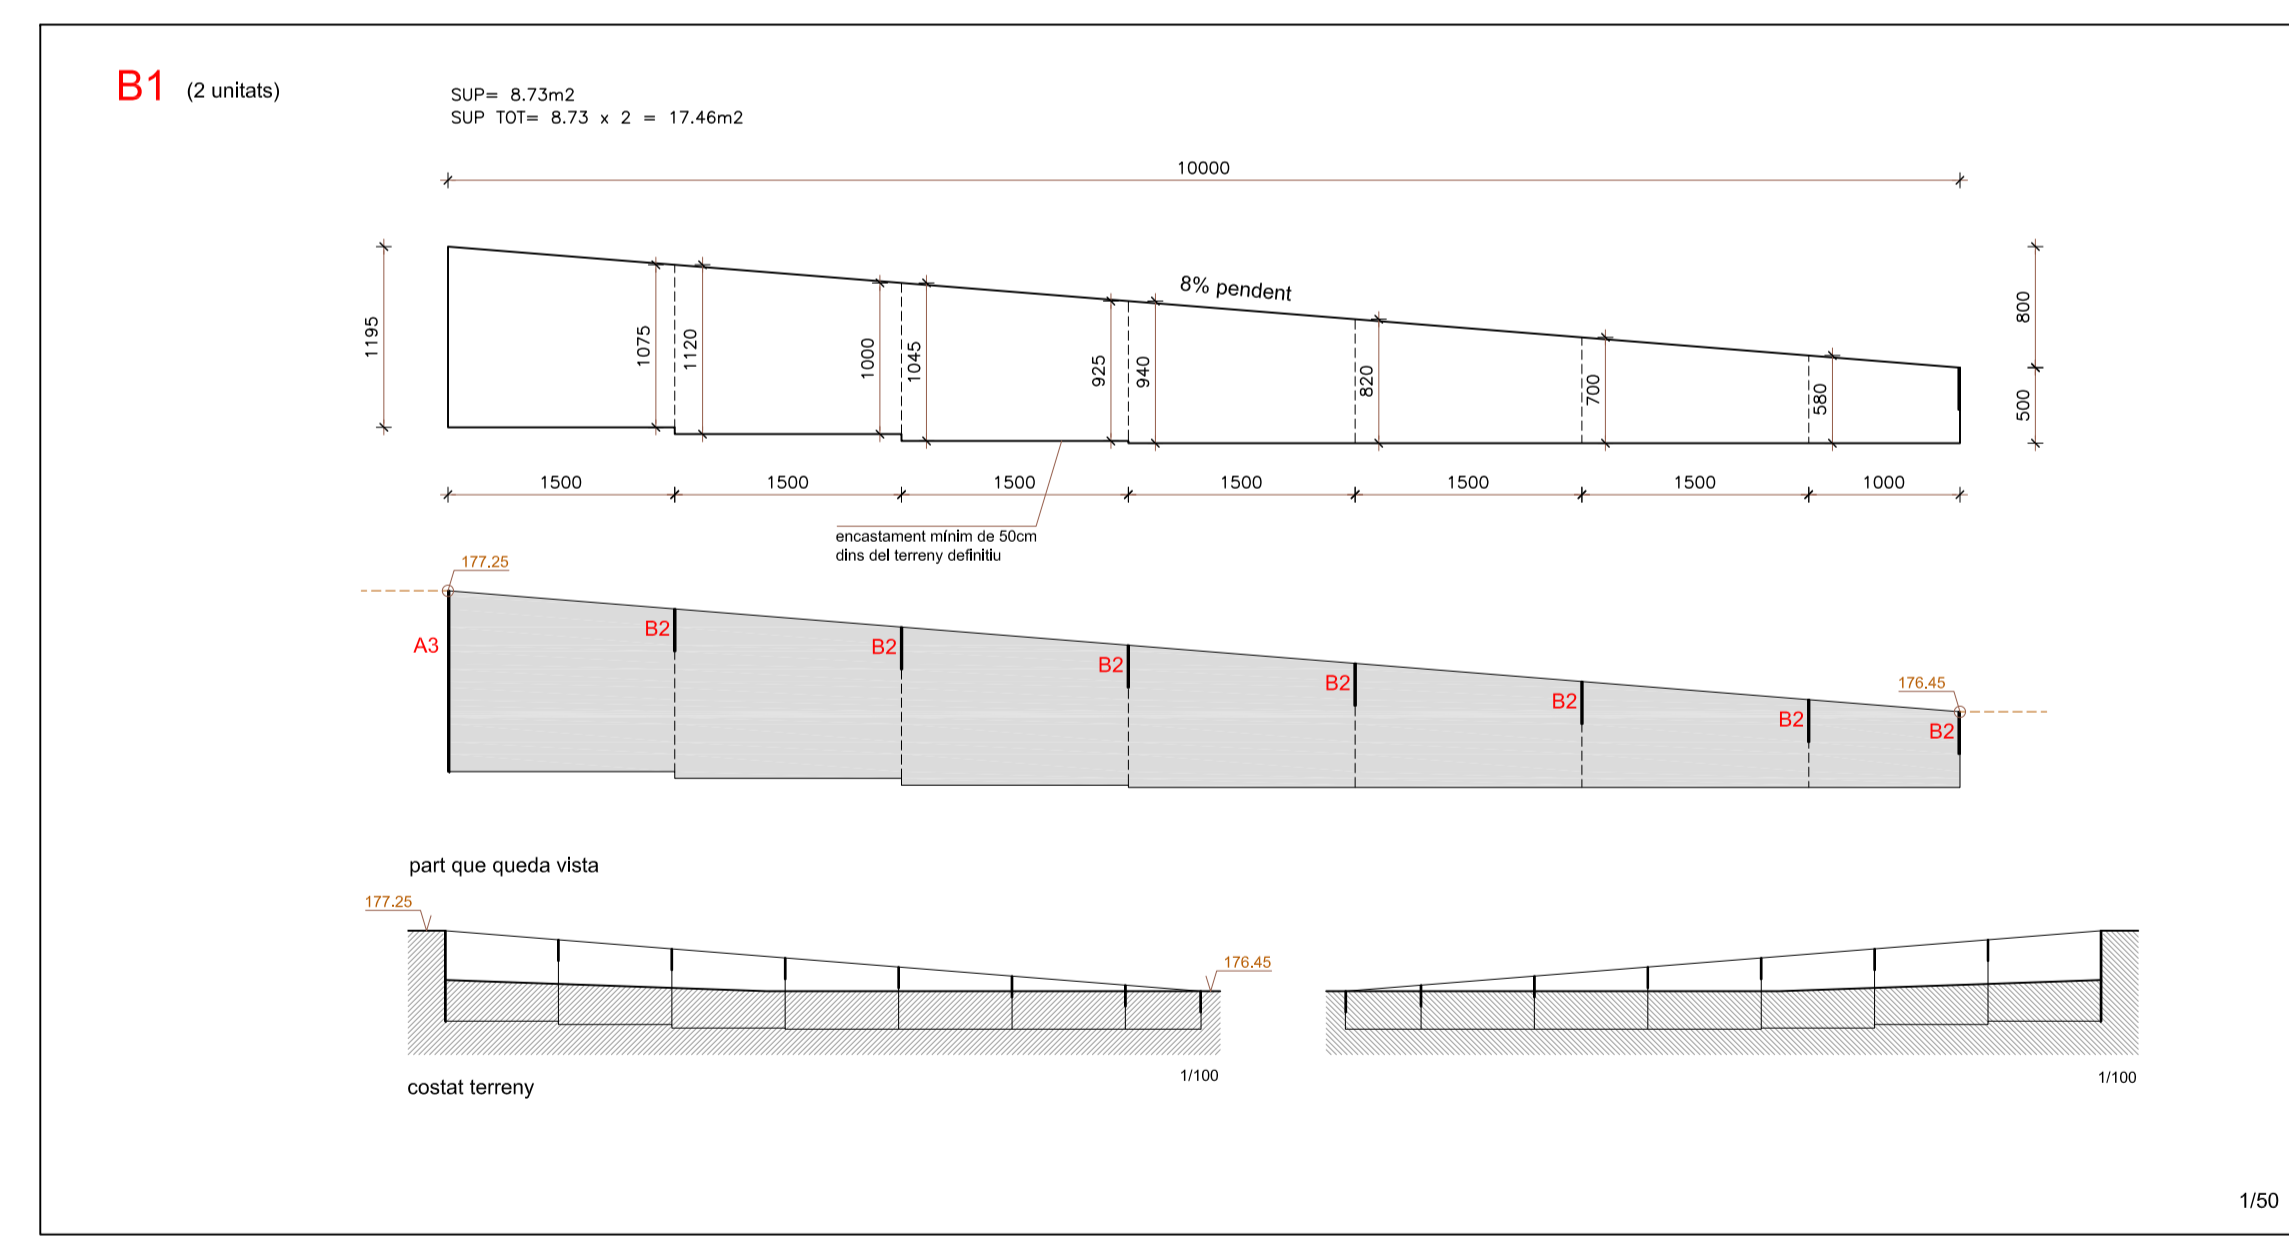 B1 (2 unitats)
SUP= 8.73m2
SUP TOT= 8.73 x 2 = 17.46m2
10000
1195
1075
1120
1000
1045
925
940
8% pendent
820
700
580
800
500
1500
1500
1500
1500
1500
1500
1000
encastament mínim de 50cm
dins del terreny definitiu
177.25
A3
B2
B2
B2
B2
B2
B2
176.45
B2
part que queda vista
177.25
176.45
1/100
1/100
costat terreny
1/50